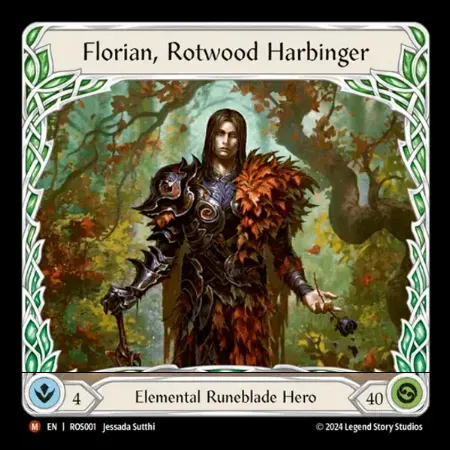 Florian, Rotwood Harbinger
4 Elemental Runeblade Hero 40
M EN | ROS001 Jessada Sutthi © 2024 Legend Story Studios